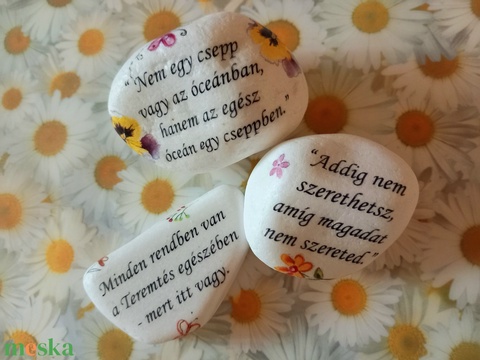 “Nem egy csepp
vagy az óceánban,
hanem az egész
óceán egy cseppben.”
“Addig nem
szerethetsz,
amíg magadat
nem szereted.”
Minden rendben van
a Teremtés egészében
- mert itt vagy.
meska